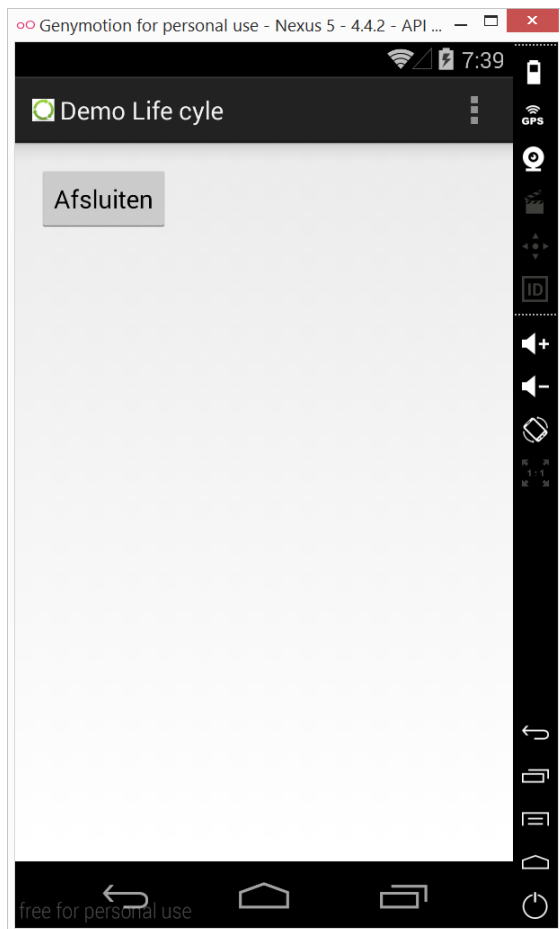 Genymotion for personal use - Nexus 5 - 4.4.2 - API ...
7:39
Demo Life cyle
GPS
Afsluiten
ID
1:1
free for personal use